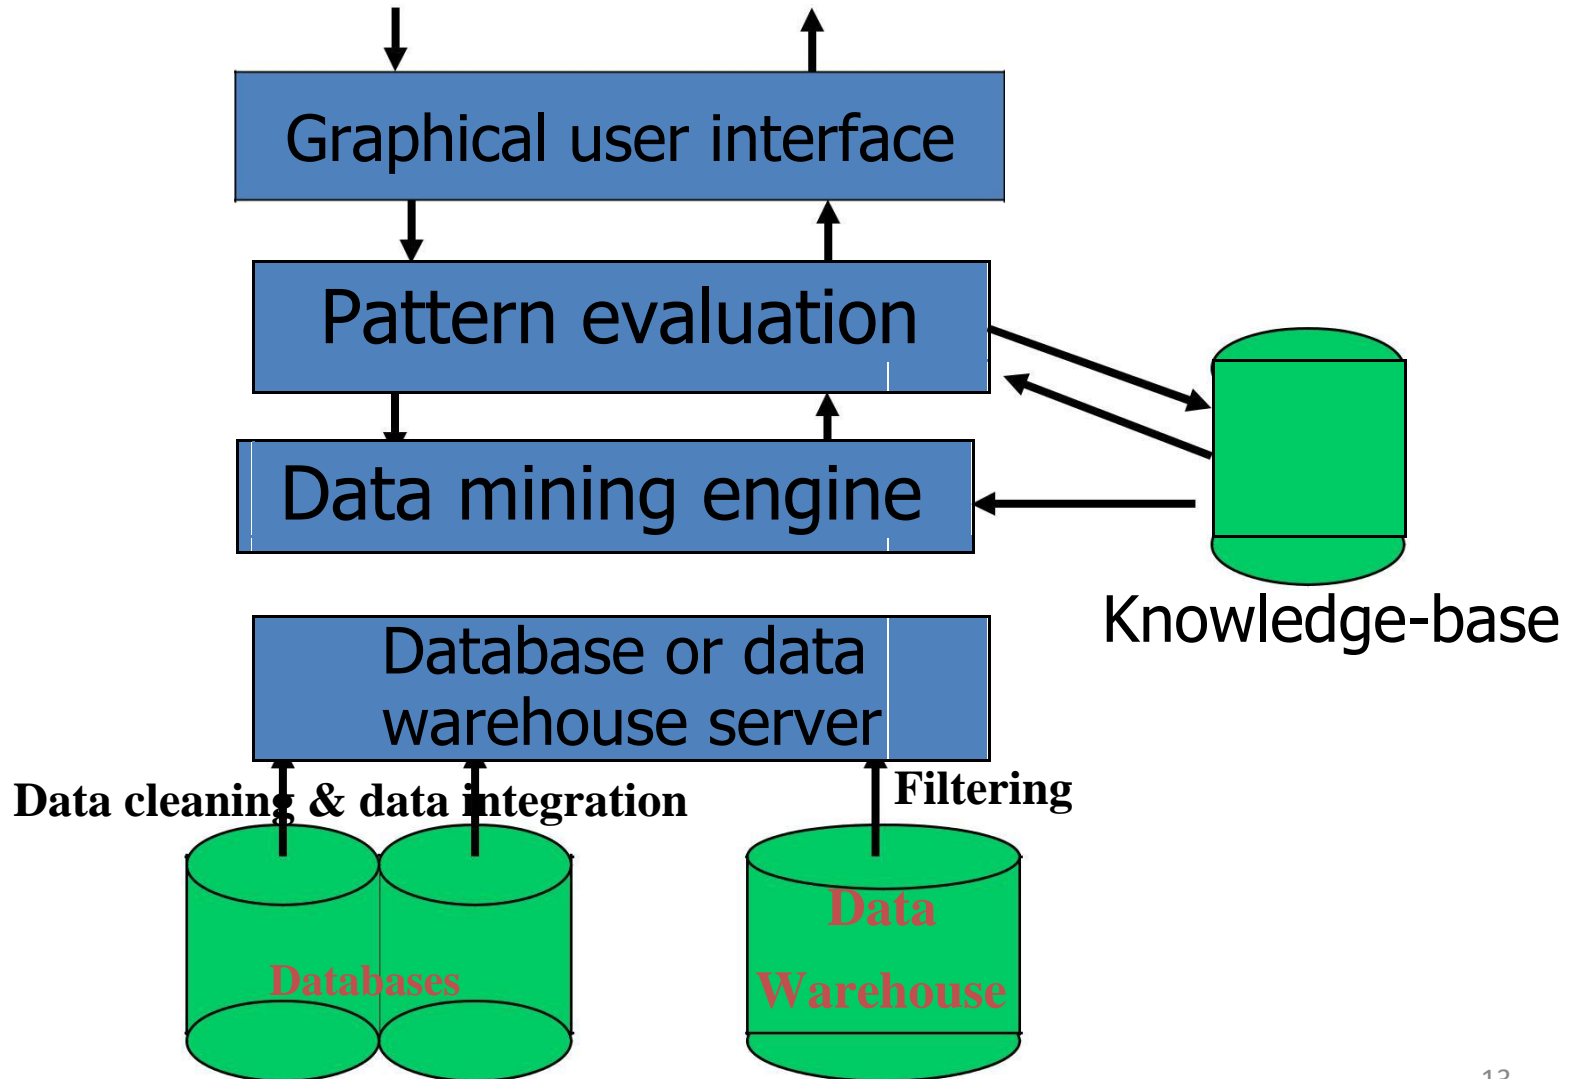 Graphical user interface
Pattern evaluation
Data mining engine
Knowledge-base
Database or data
warehouse server
Data cleaning & data integration
Filtering
Databases
Data
Warehouse
13